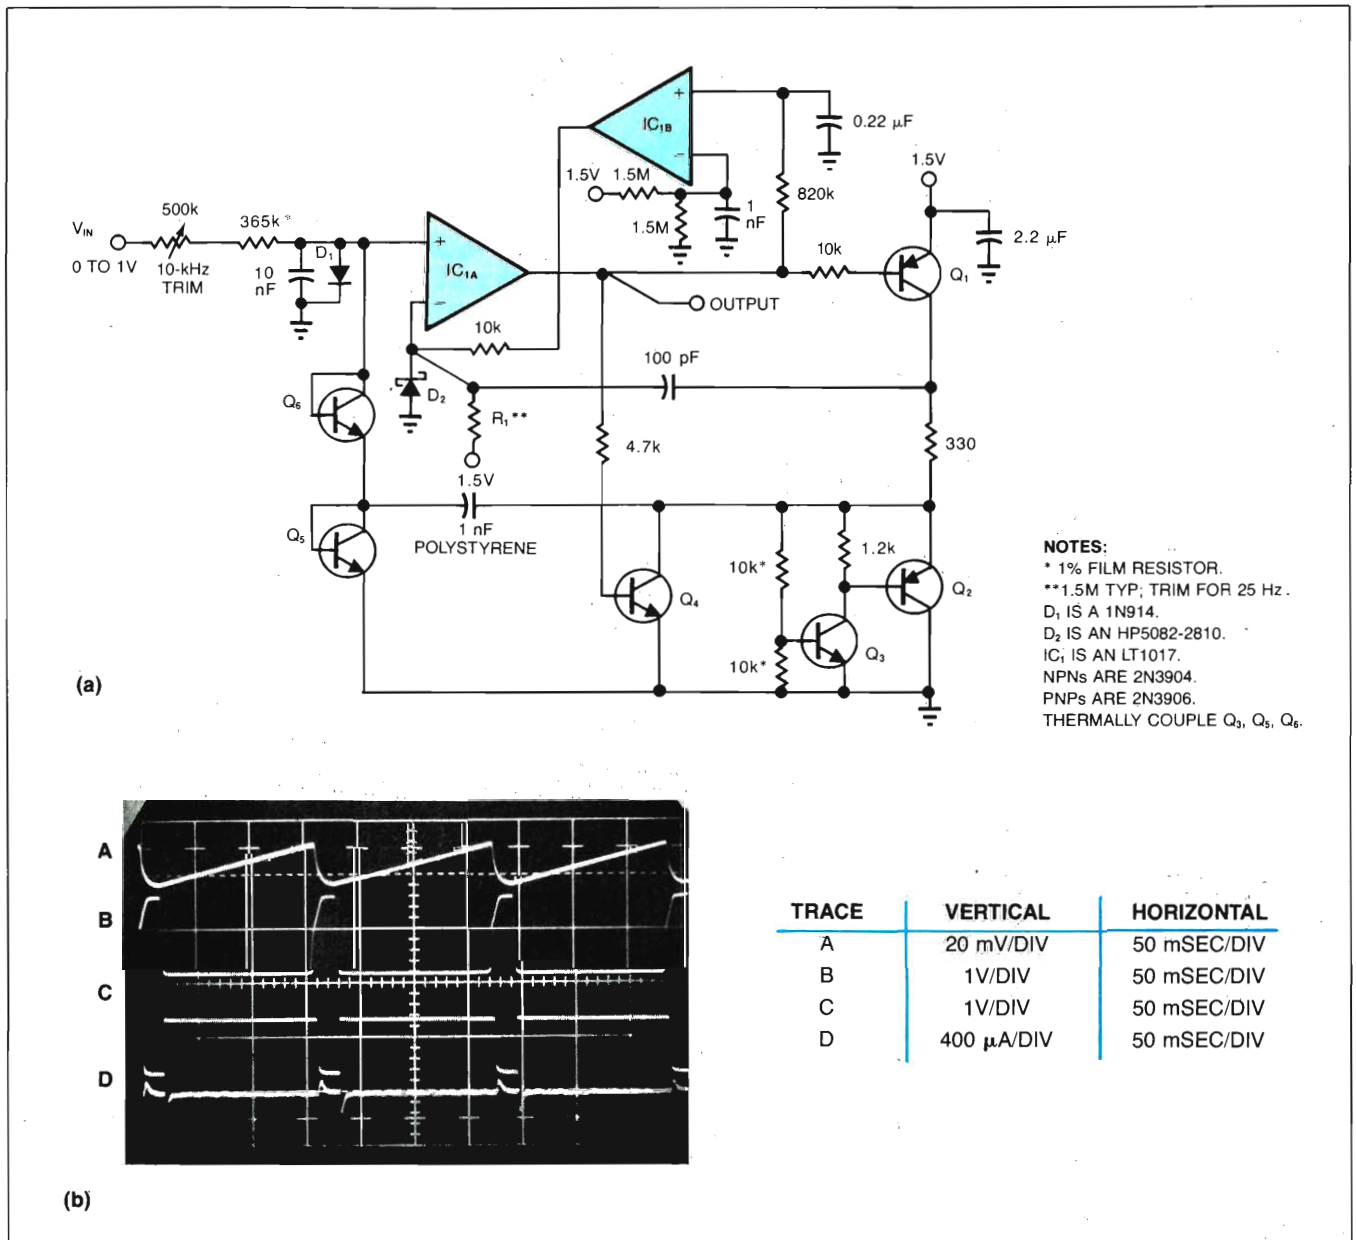 IC1B
+
−
0.22 µF
1.5V
1.5V
1.5M
1.5M
1
nF
820k
2.2 µF
500k
365k*
VIN
0 TO 1V
10-kHz
TRIM
10
nF
D1
+
−
IC1A
10k
Q1
OUTPUT
10k
100 pF
Q6
D2
R1**
4.7k
330
1.5V
1 nF
POLYSTYRENE
Q5
10k*
1.2k
Q4
Q2
10k*
Q3
NOTES:
* 1% FILM RESISTOR.
**1.5M TYP; TRIM FOR 25 Hz.
D1 IS A 1N914.
D2 IS AN HP5082-2810.
IC1 IS AN LT1017.
NPNs ARE 2N3904.
PNPs ARE 2N3906.
THERMALLY COUPLE Q3, Q5, Q6.
(a)
A
B
C
D
TRACE VERTICAL HORIZONTAL
A 20 mV/DIV 50 mSEC/DIV
B 1V/DIV 50 mSEC/DIV
C 1V/DIV 50 mSEC/DIV
D 400 µA/DIV 50 mSEC/DIV
(b)